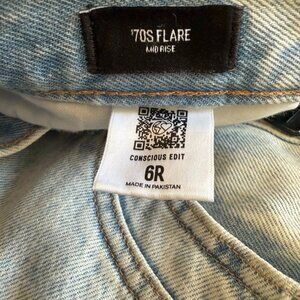 '70S FLARE
MID RISE
CONSCIOUS EDIT
6R
MADE IN PAKISTAN